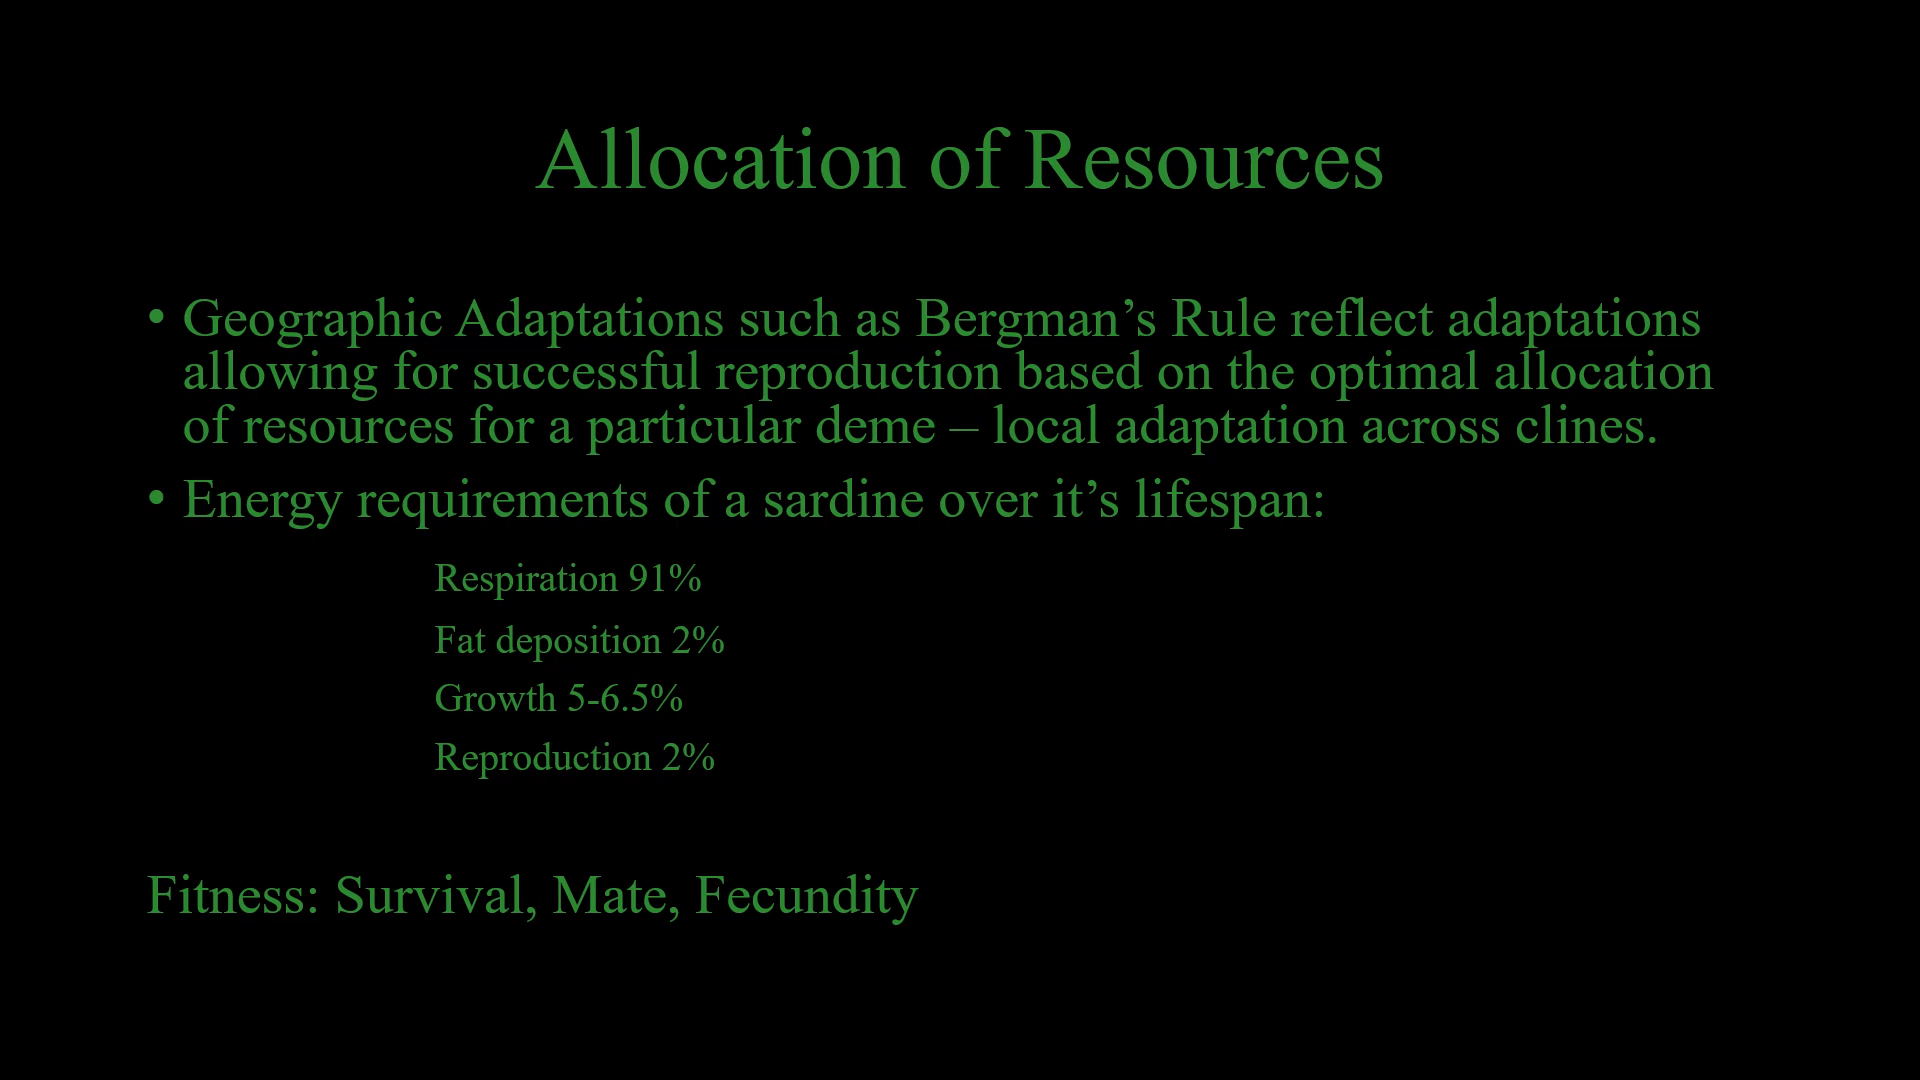 Allocation of Resources
• Geographic Adaptations such as Bergman’s Rule reflect adaptations
allowing for successful reproduction based on the optimal allocation
of resources for a particular deme – local adaptation across clines.
• Energy requirements of a sardine over it’s lifespan:
Respiration 91%
Fat deposition 2%
Growth 5-6.5%
Reproduction 2%
Fitness: Survival, Mate, Fecundity